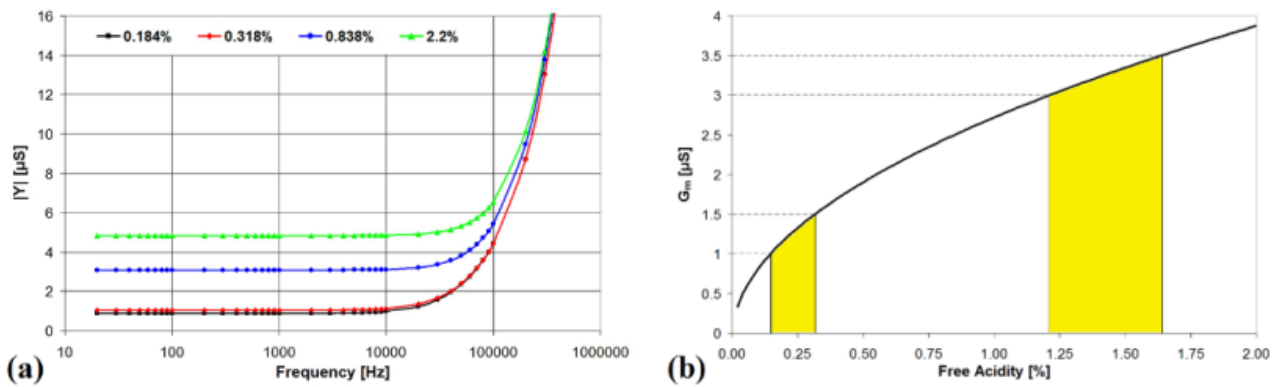 16
14
12
10
8
6
4
2
0
|Y| [µS]
0.184% 0.318% 0.838% 2.2%
10 100 1000 10000 100000 1000000
Frequency [Hz]
(a)
4
3.5
3
2.5
2
1.5
1
0.5
0
Gm [µS]
0.00 0.25 0.50 0.75 1.00 1.25 1.50 1.75 2.00
Free Acidity [%]
(b)